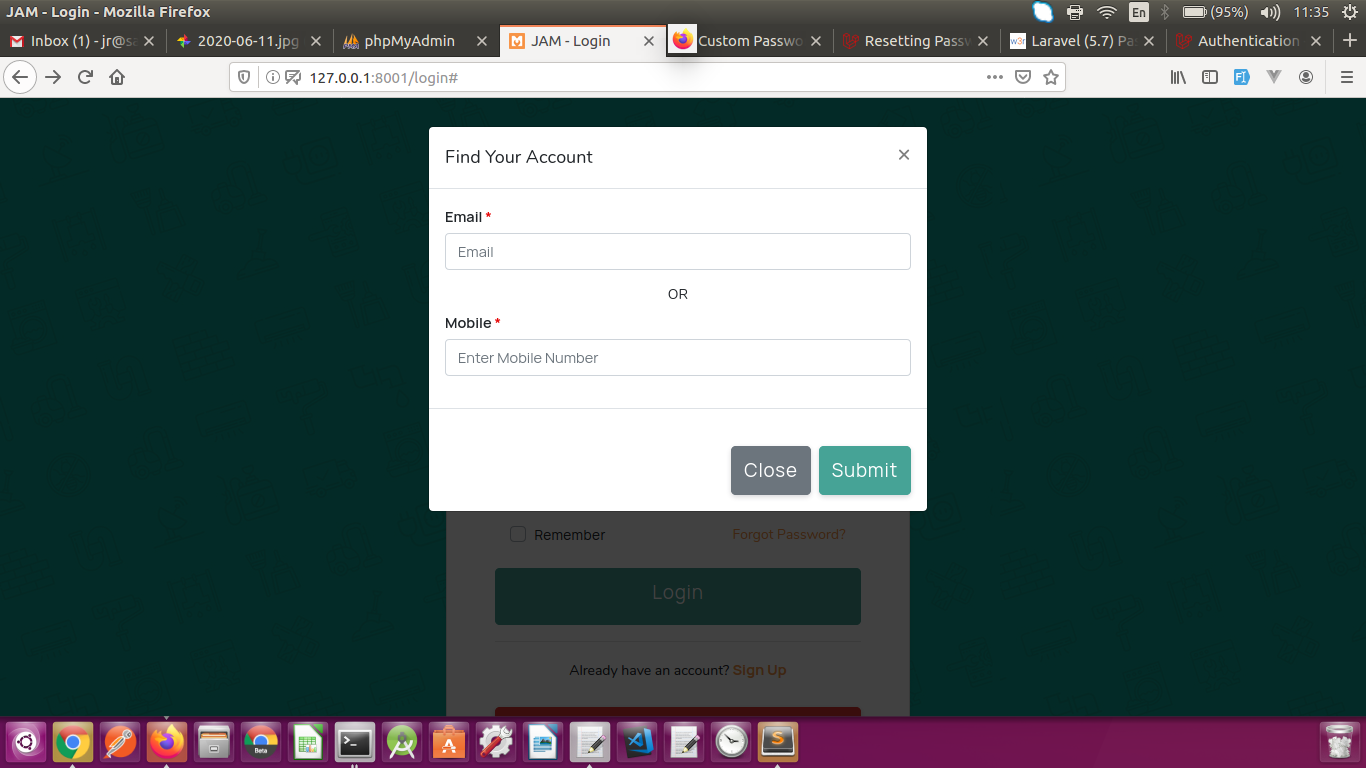 JAM - Login - Mozilla Firefox
En
(95%)
11:35
Inbox (1) - jr@s
2020-06-11.jpg
phpMyAdmin
JAM - Login
Custom Passwo
Resetting Passw
w3r
Laravel (5.7) Pa
Authentication
127.0.0.1:8001/login#
Find Your Account
×
Email *
Email
OR
Mobile *
Enter Mobile Number
Close
Submit
Remember
Forgot Password?
Login
Already have an account? Sign Up
Beta